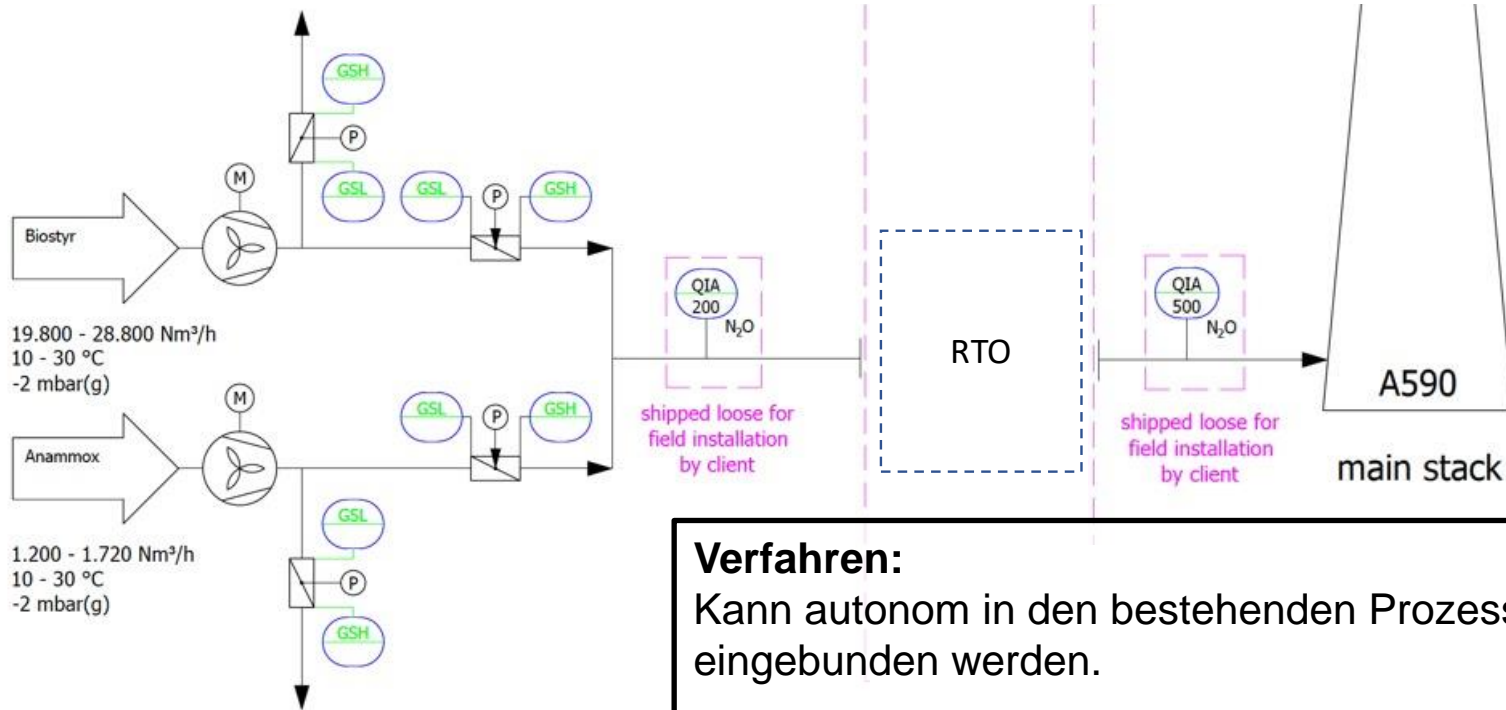 GSH
P
GSL
M
GSL
P
GSH
Biostyr
19.800 - 28.800 Nm³/h
10 - 30 °C
-2 mbar(g)
QIA
200
N₂O
shipped loose for
field installation
by client
RTO
QIA
500
N₂O
shipped loose for
field installation
by client
A590
main stack
M
GSL
P
GSH
Anammox
1.200 - 1.720 Nm³/h
10 - 30 °C
-2 mbar(g)
GSL
P
GSH
Verfahren:
Kann autonom in den bestehenden Prozess
eingebunden werden.